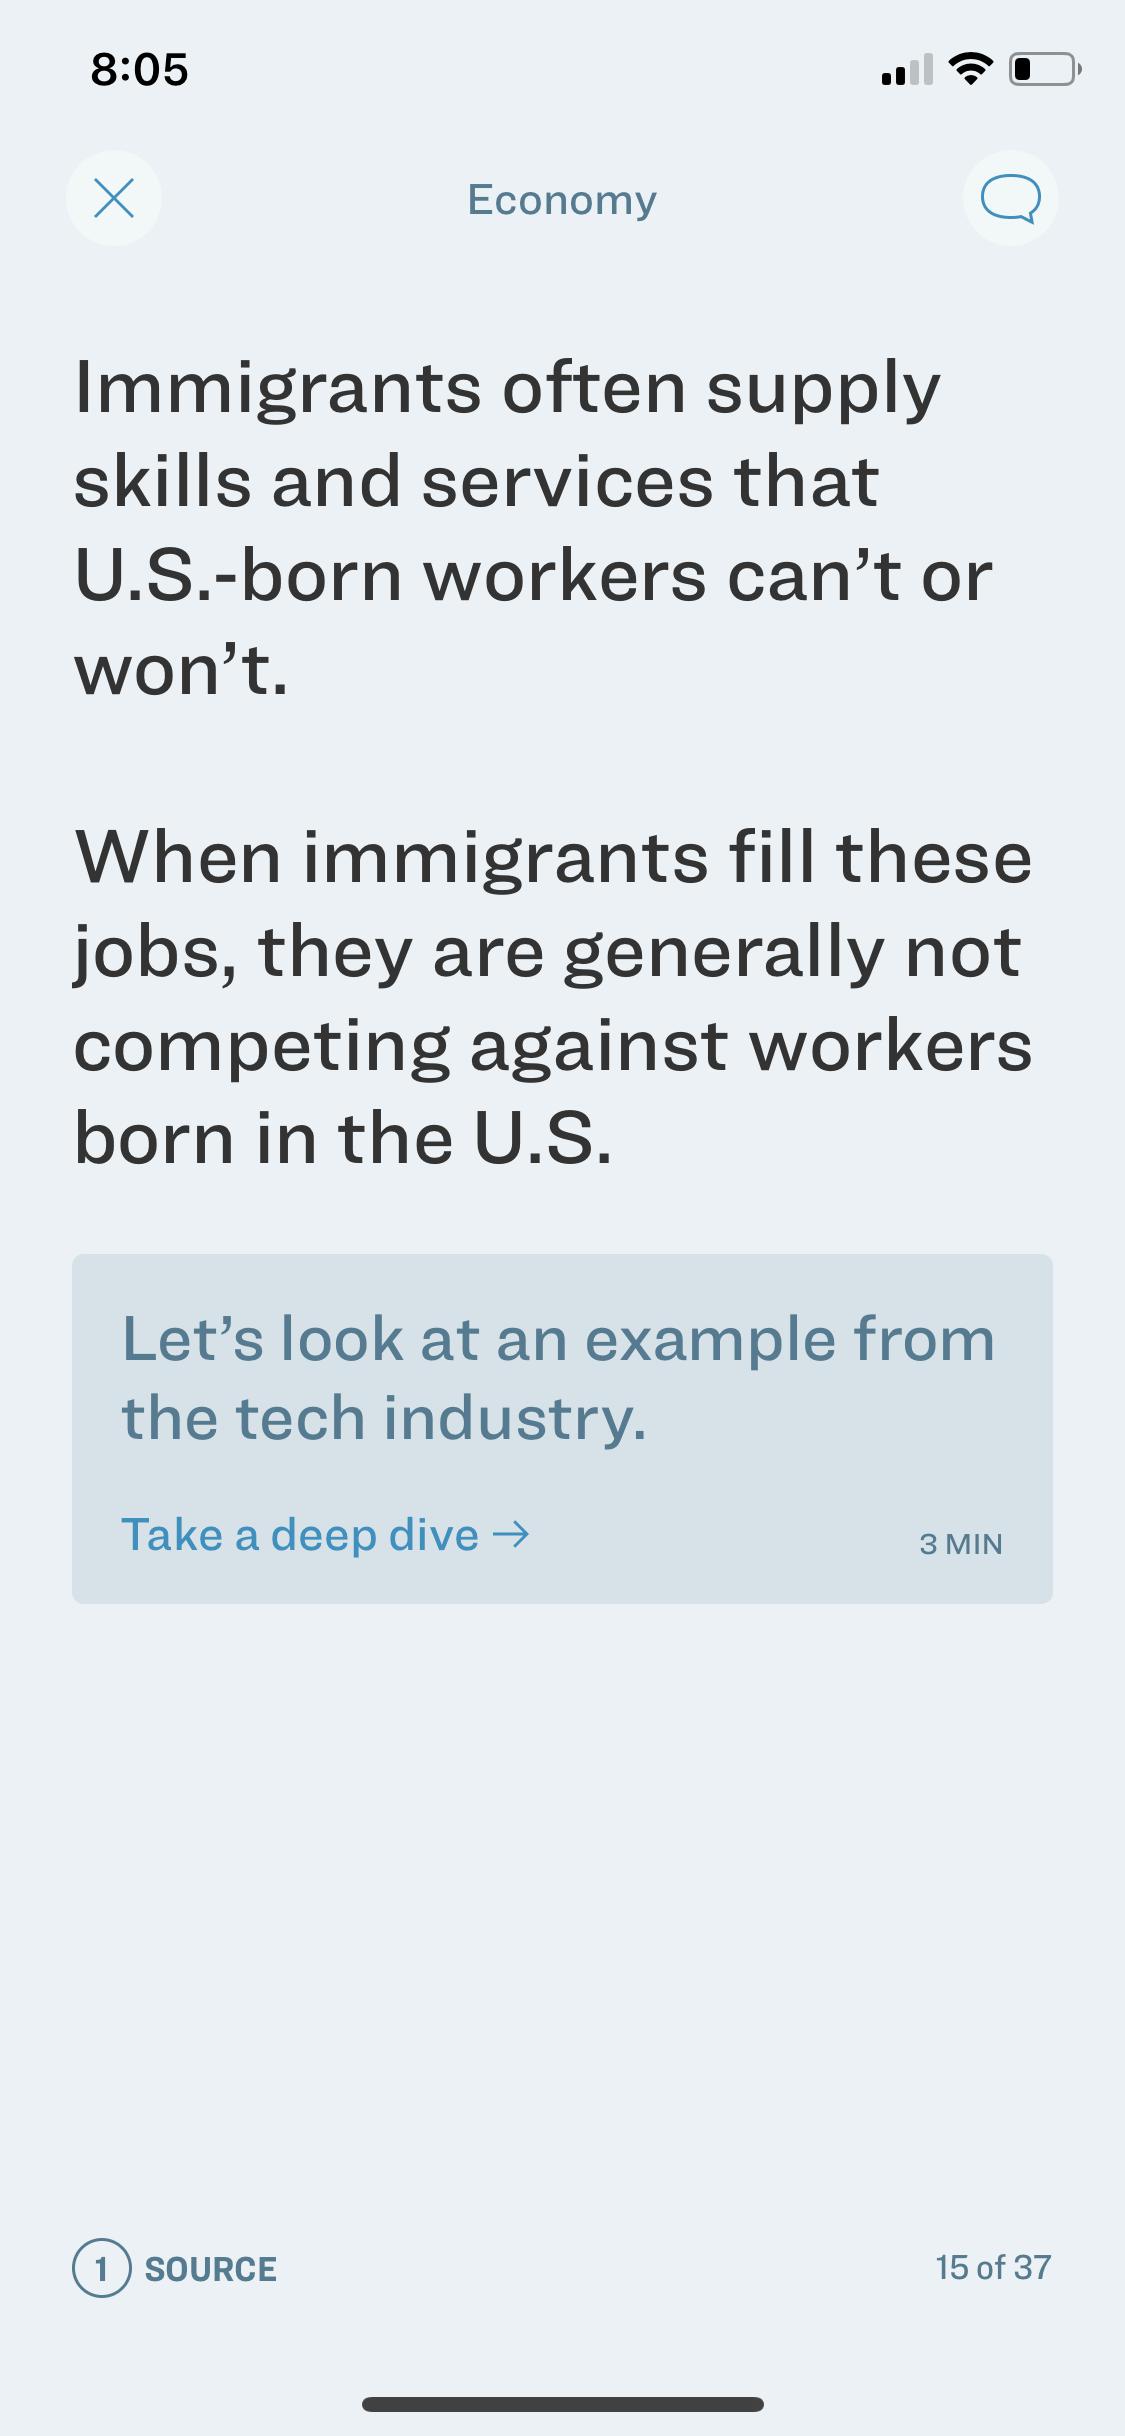 8:05
Economy
Immigrants often supply
skills and services that
U.S.-born workers can’t or
won’t.
When immigrants fill these
jobs, they are generally not
competing against workers
born in the U.S.
Let’s look at an example from
the tech industry.
Take a deep dive →
3 MIN
1 SOURCE
15 of 37